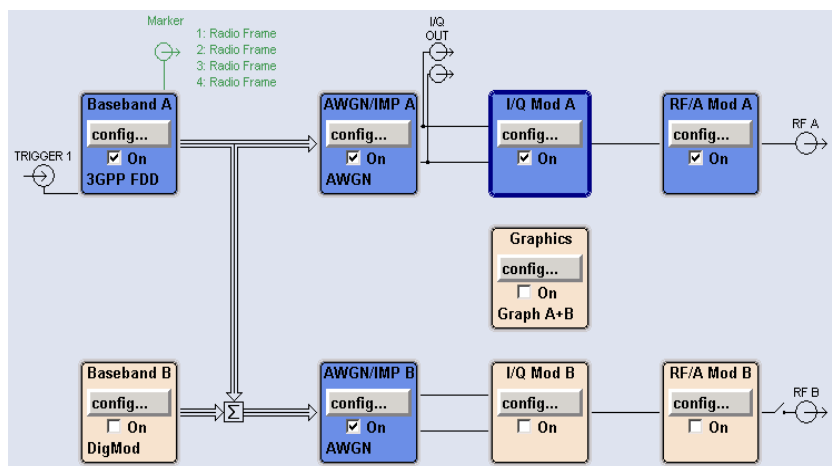 Marker
1: Radio Frame
2: Radio Frame
3: Radio Frame
4: Radio Frame
I/Q
OUT
Baseband A
config...
On
3GPP FDD
TRIGGER 1
AWGN/IMP A
config...
On
AWGN
I/Q Mod A
config...
On
RF/A Mod A
config...
On
RF A
Graphics
config...
On
Graph A+B
Baseband B
config...
On
DigMod
Σ
AWGN/IMP B
config...
On
AWGN
I/Q Mod B
config...
On
RF/A Mod B
config...
On
RF B